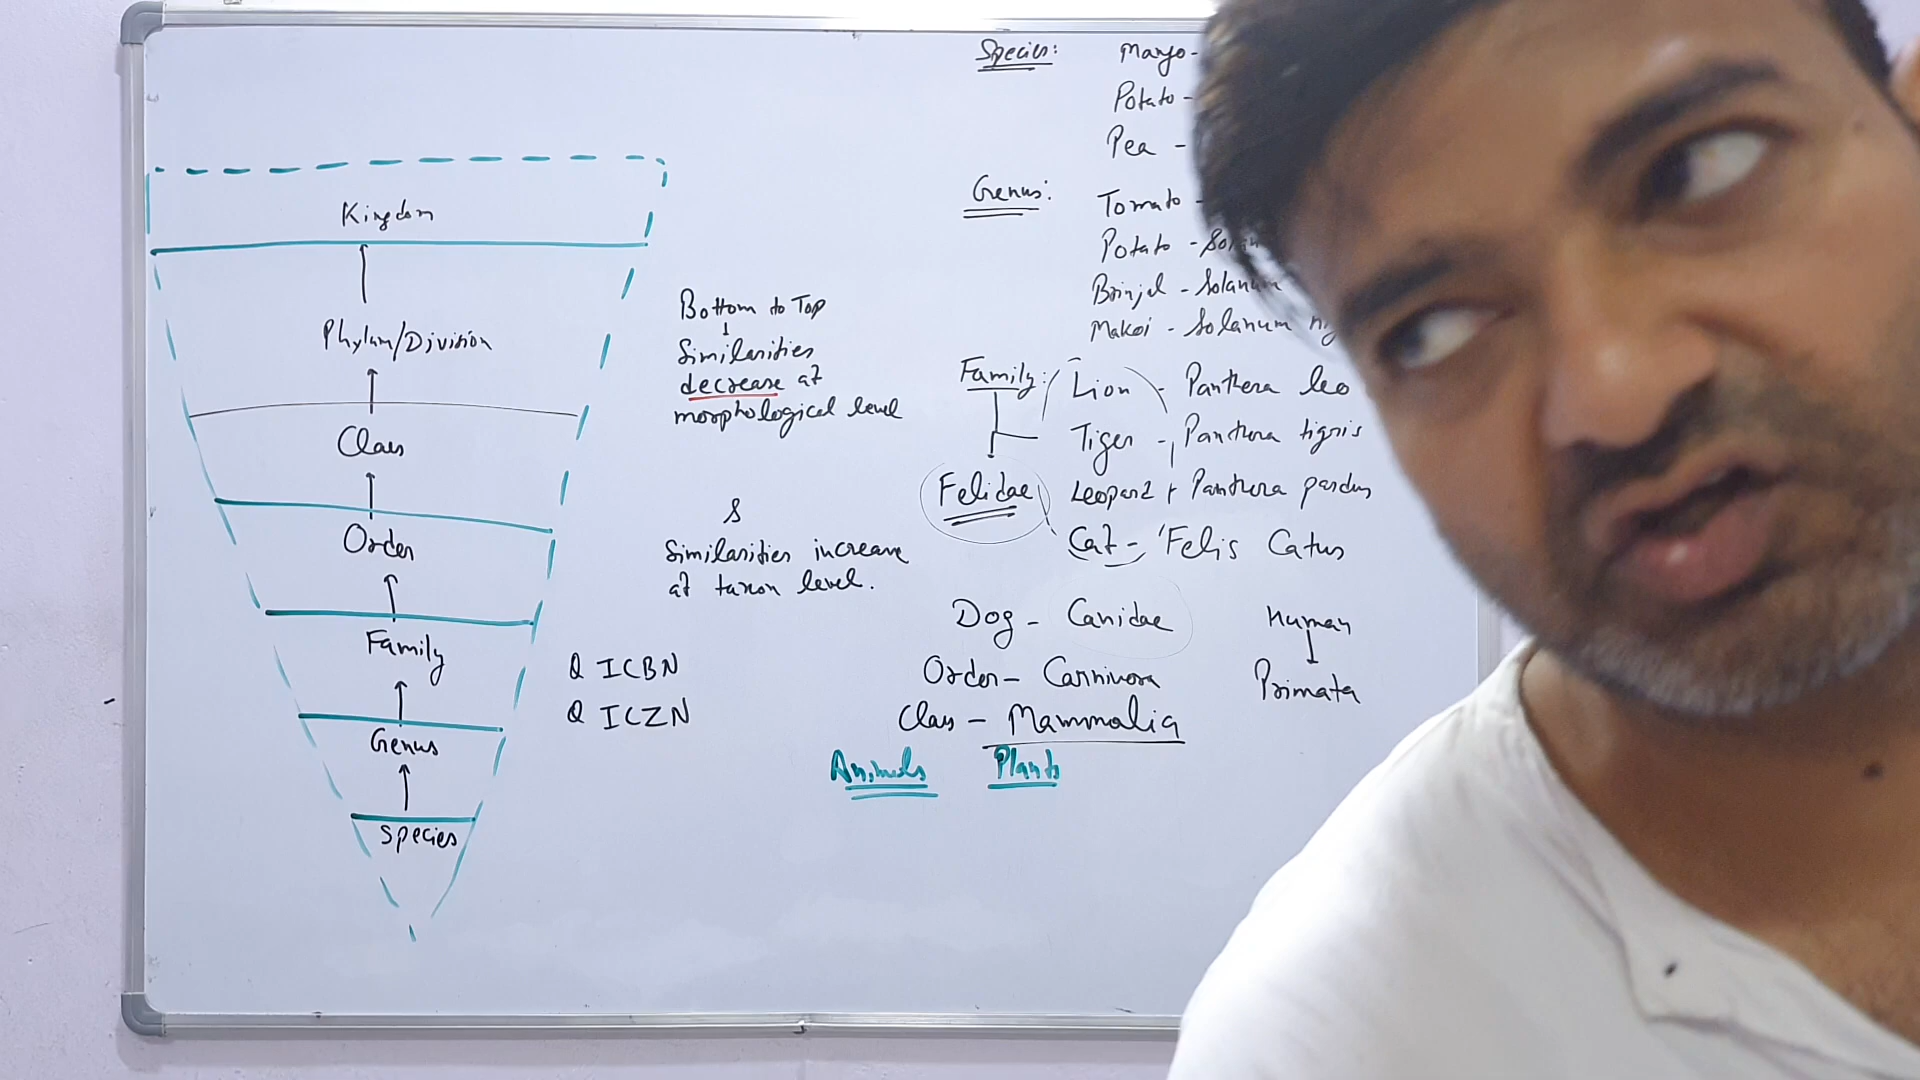 Kingdom
Phylum/Division
Class
Order
Family
Genus
Species
Bottom to Top
Similarities
decrease at
morphological level
&
Similarities increase
at taxon level.
Q ICBN
Q ICZN
Species:
Mango -
Potato -
Pea -
Genus:
Tomato -
Potato -
Brinjal - Solanum
Makoi - Solanum
Family:
Lion - Panthera leo
Tiger - Panthera tigris
Felidae
Leopard - Panthera pardus
Cat - Felis Catus
Dog - Canidae
Order - Carnivora
Class - Mammalia
Human
Primata
Animals Plants